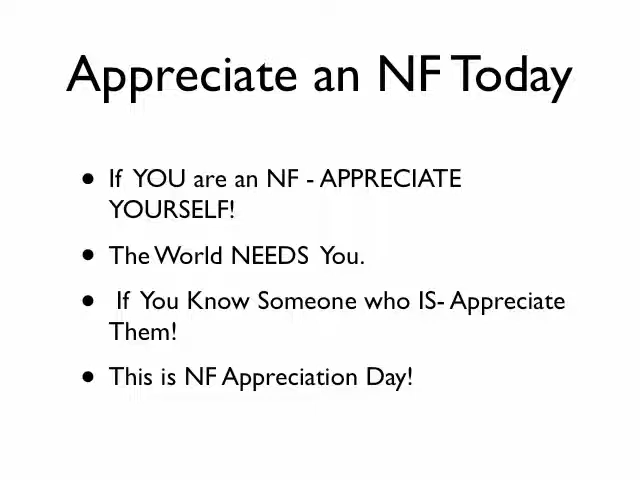 Appreciate an NF Today
• If YOU are an NF - APPRECIATE
YOURSELF!
• The World NEEDS You.
• If You Know Someone who IS- Appreciate
Them!
• This is NF Appreciation Day!